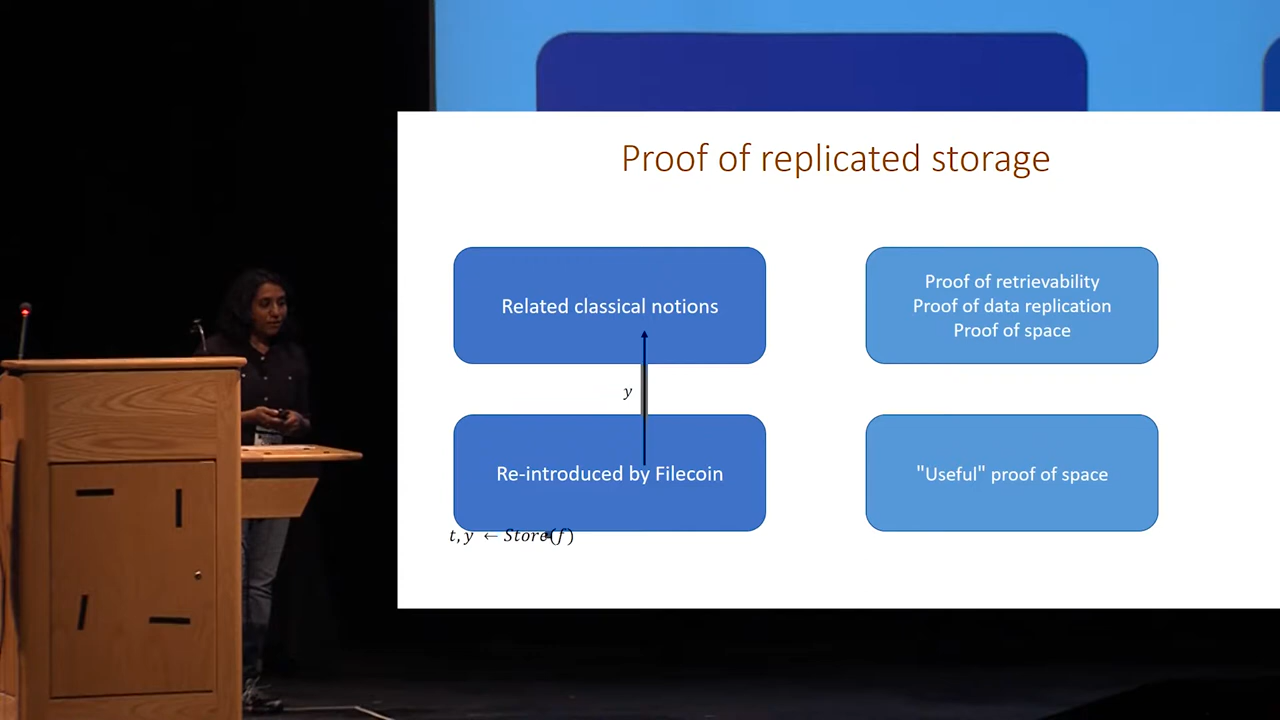 Proof of replicated storage
Related classical notions
Proof of retrievability
Proof of data replication
Proof of space
y
Re-introduced by Filecoin
"Useful" proof of space
t, y ← Store(f)